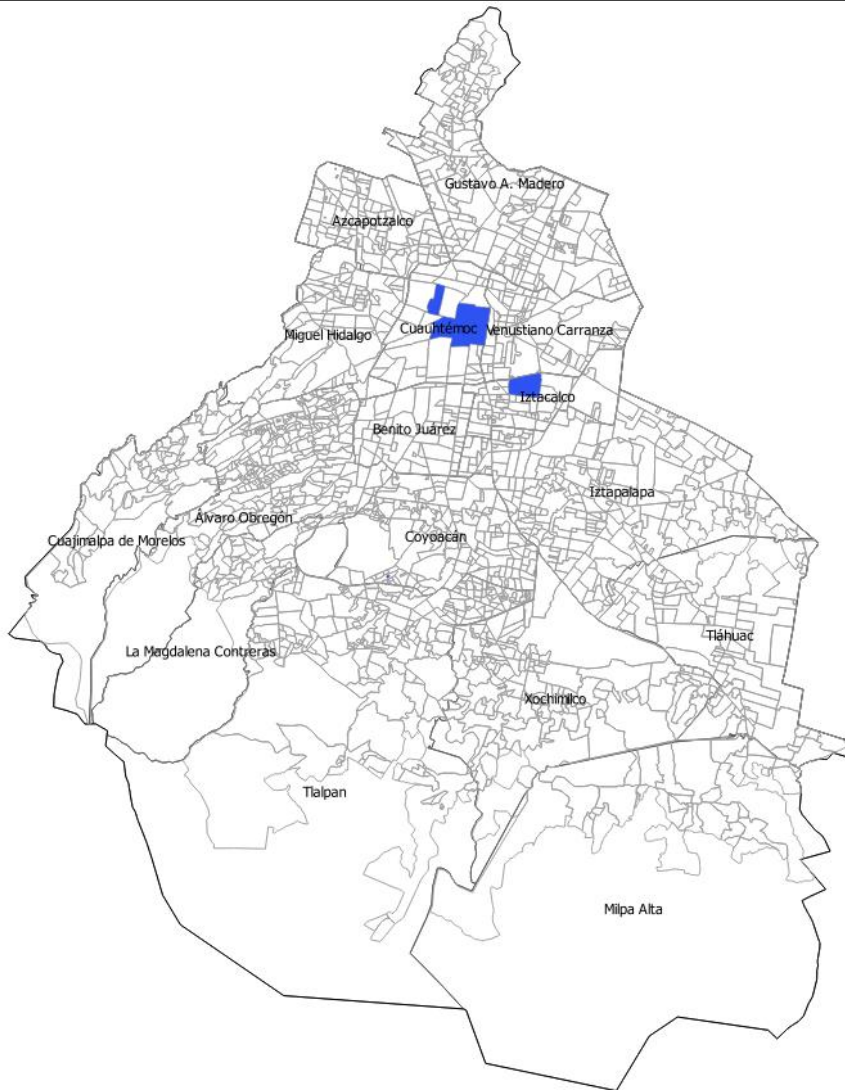 Gustavo A. Madero
Azcapotzalco
Miguel Hidalgo
Cuauhtémoc
Venustiano Carranza
Iztacalco
Benito Juárez
Iztapalapa
Álvaro Obregón
Coyoacán
Cuajimalpa de Morelos
La Magdalena Contreras
Tláhuac
Xochimilco
Tlalpan
Milpa Alta